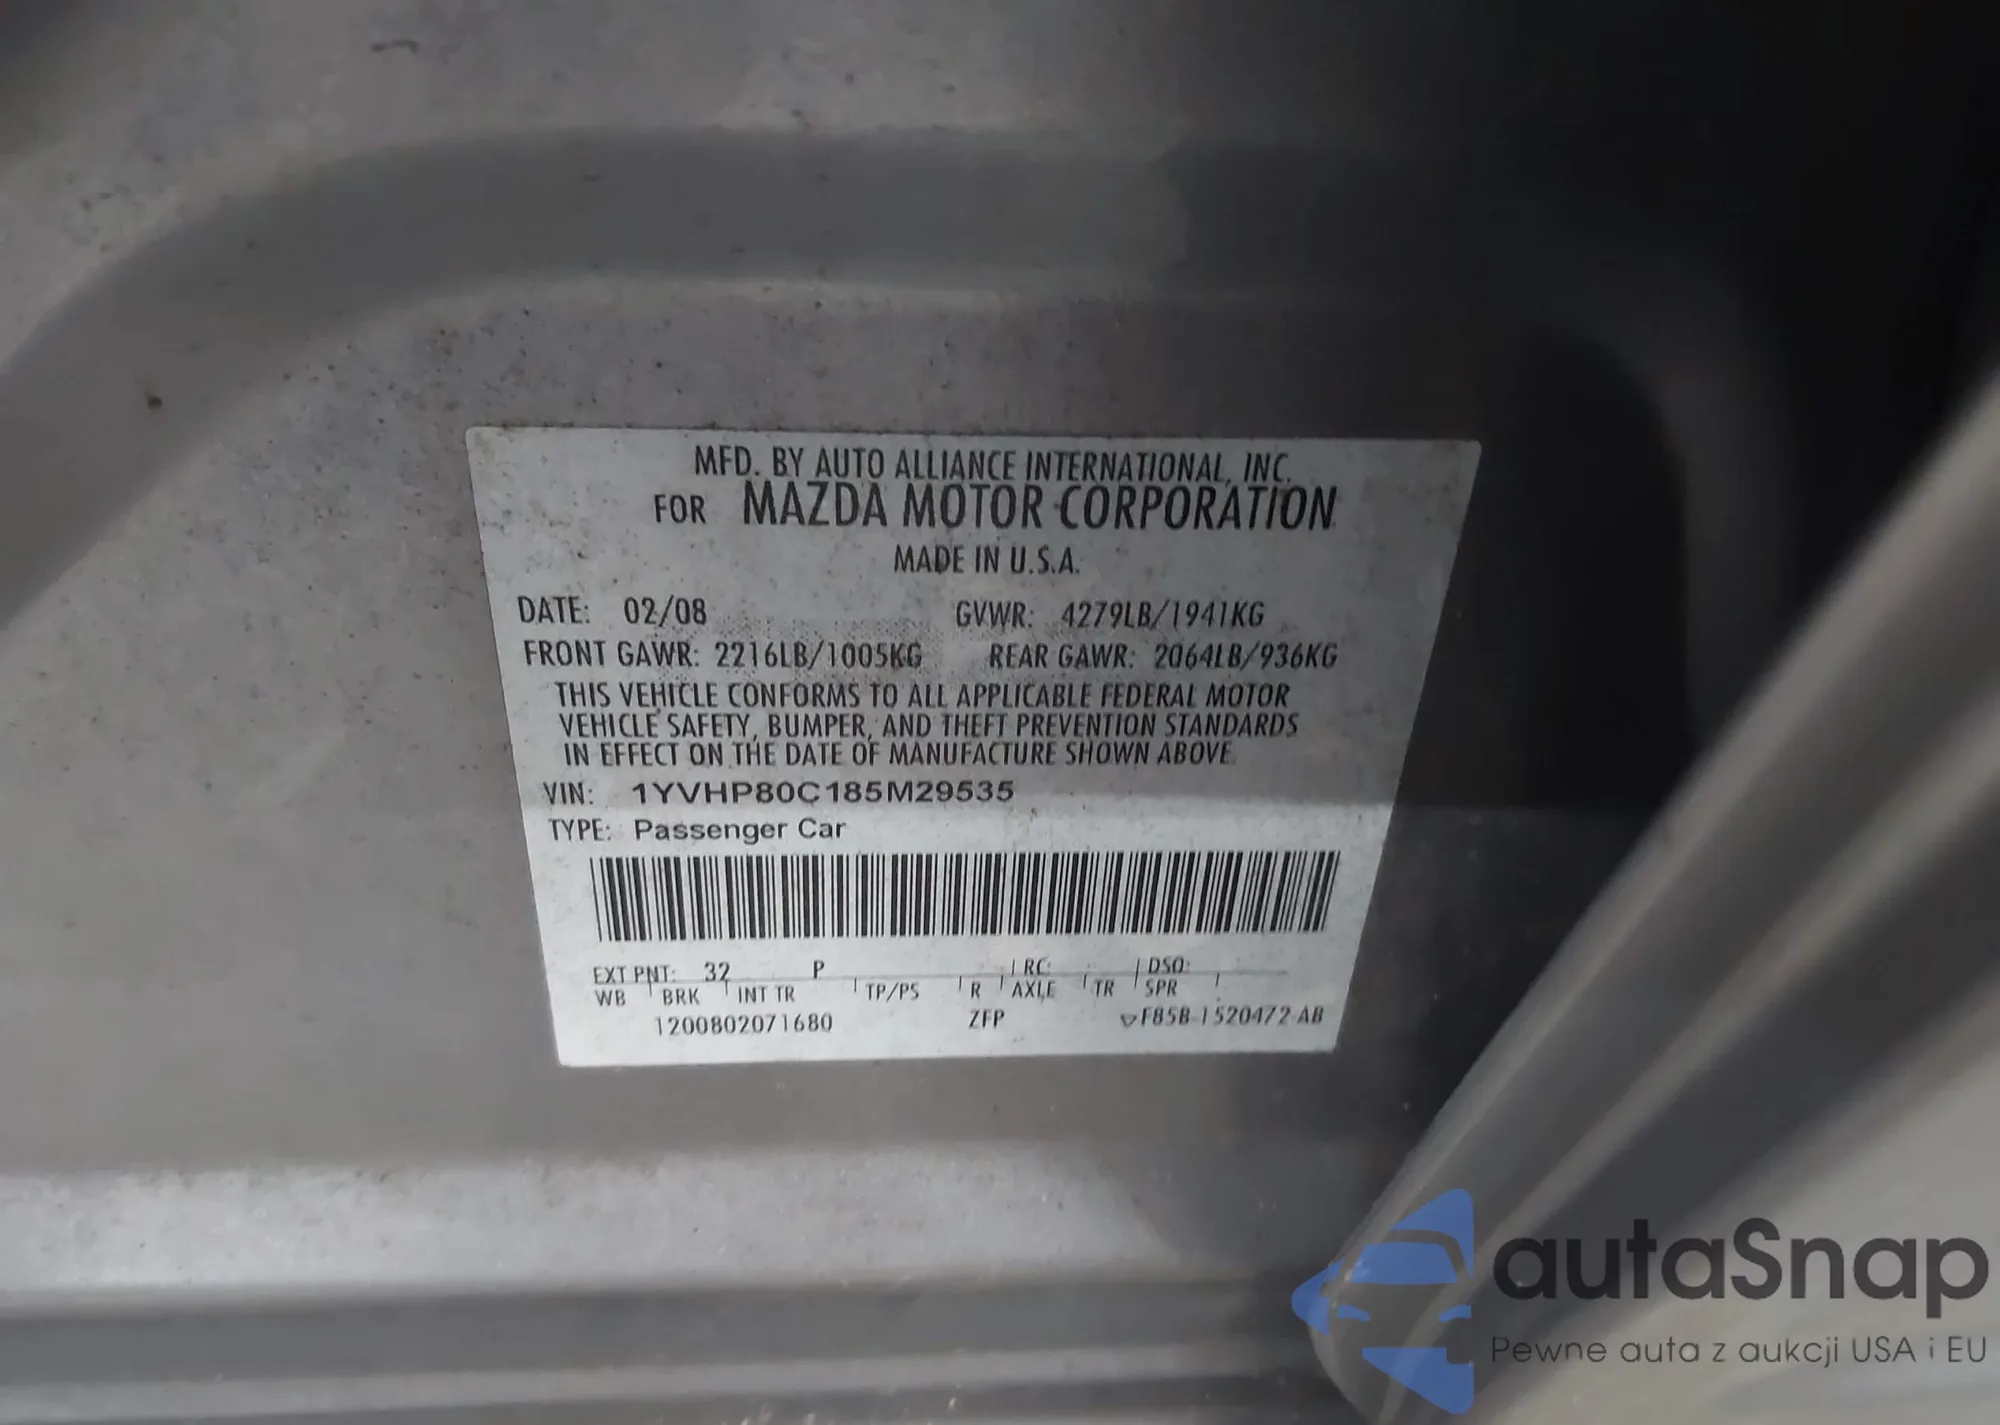 MFD. BY AUTO ALLIANCE INTERNATIONAL, INC.
FOR MAZDA MOTOR CORPORATION
MADE IN U.S.A.
DATE: 02/08 GVWR: 4279LB/1941KG
FRONT GAWR: 2216LB/1005KG REAR GAWR: 2064LB/936KG
THIS VEHICLE CONFORMS TO ALL APPLICABLE FEDERAL MOTOR
VEHICLE SAFETY, BUMPER, AND THEFT PREVENTION STANDARDS
IN EFFECT ON THE DATE OF MANUFACTURE SHOWN ABOVE
VIN: 1YVHP80C185M29535
TYPE: Passenger Car
EXT PNT: 32 P RC: DSO:
WB BRK INT TR TP/PS R AXLE TR SPR
1200802071680 ZFP F85B-1520472-AB
autaSnap
Pewne auta z aukcji USA i EU